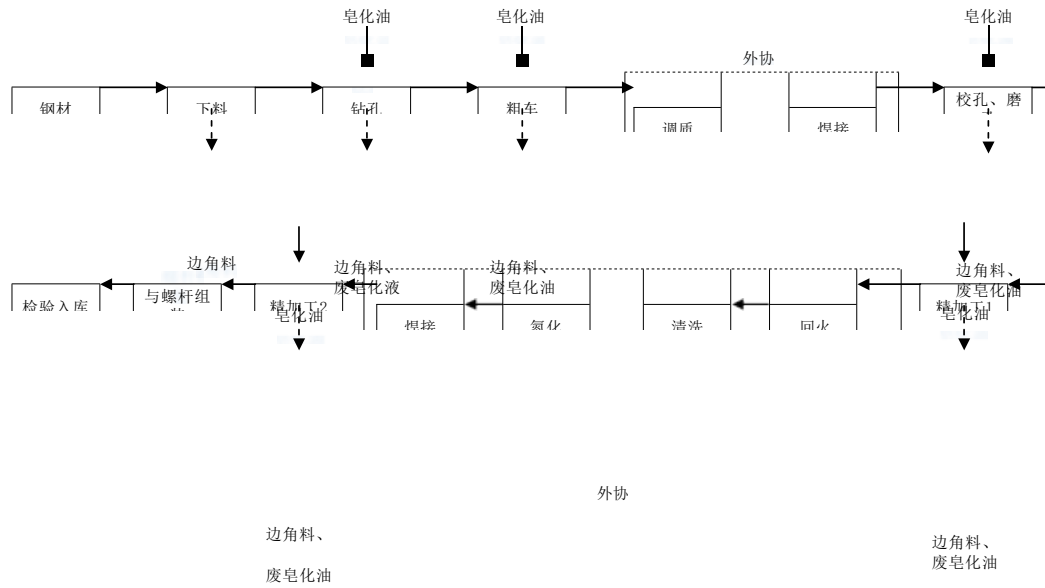 皂化油
皂化油
皂化油
外协
钢材
下料
钻孔
粗车
调质
焊接
校孔、磨
边角料
边角料、
废皂化液
边角料、
废皂化油
边角料、
废皂化油
检验入库
与螺杆组
装
精加工2
皂化油
焊接
氮化
清洗
回火
精加工1
皂化油
外协
边角料、
废皂化油
边角料、
废皂化油